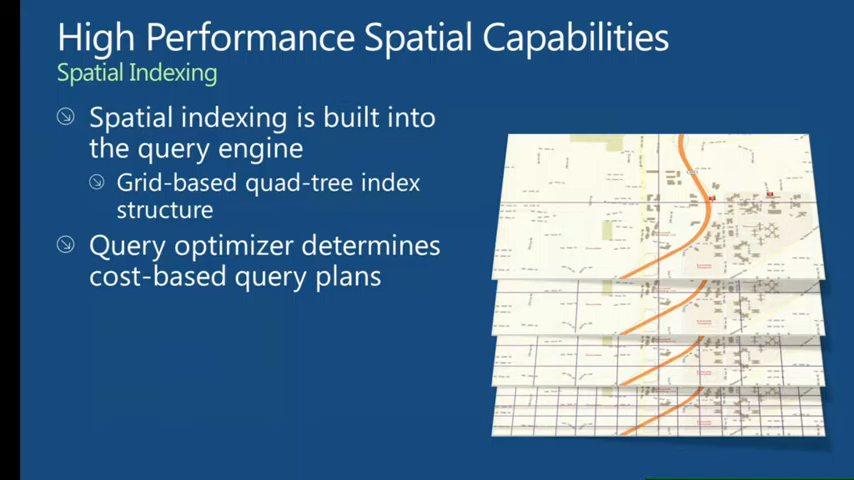 High Performance Spatial Capabilities
Spatial Indexing
Spatial indexing is built into
the query engine
Grid-based quad-tree index
structure
Query optimizer determines
cost-based query plans